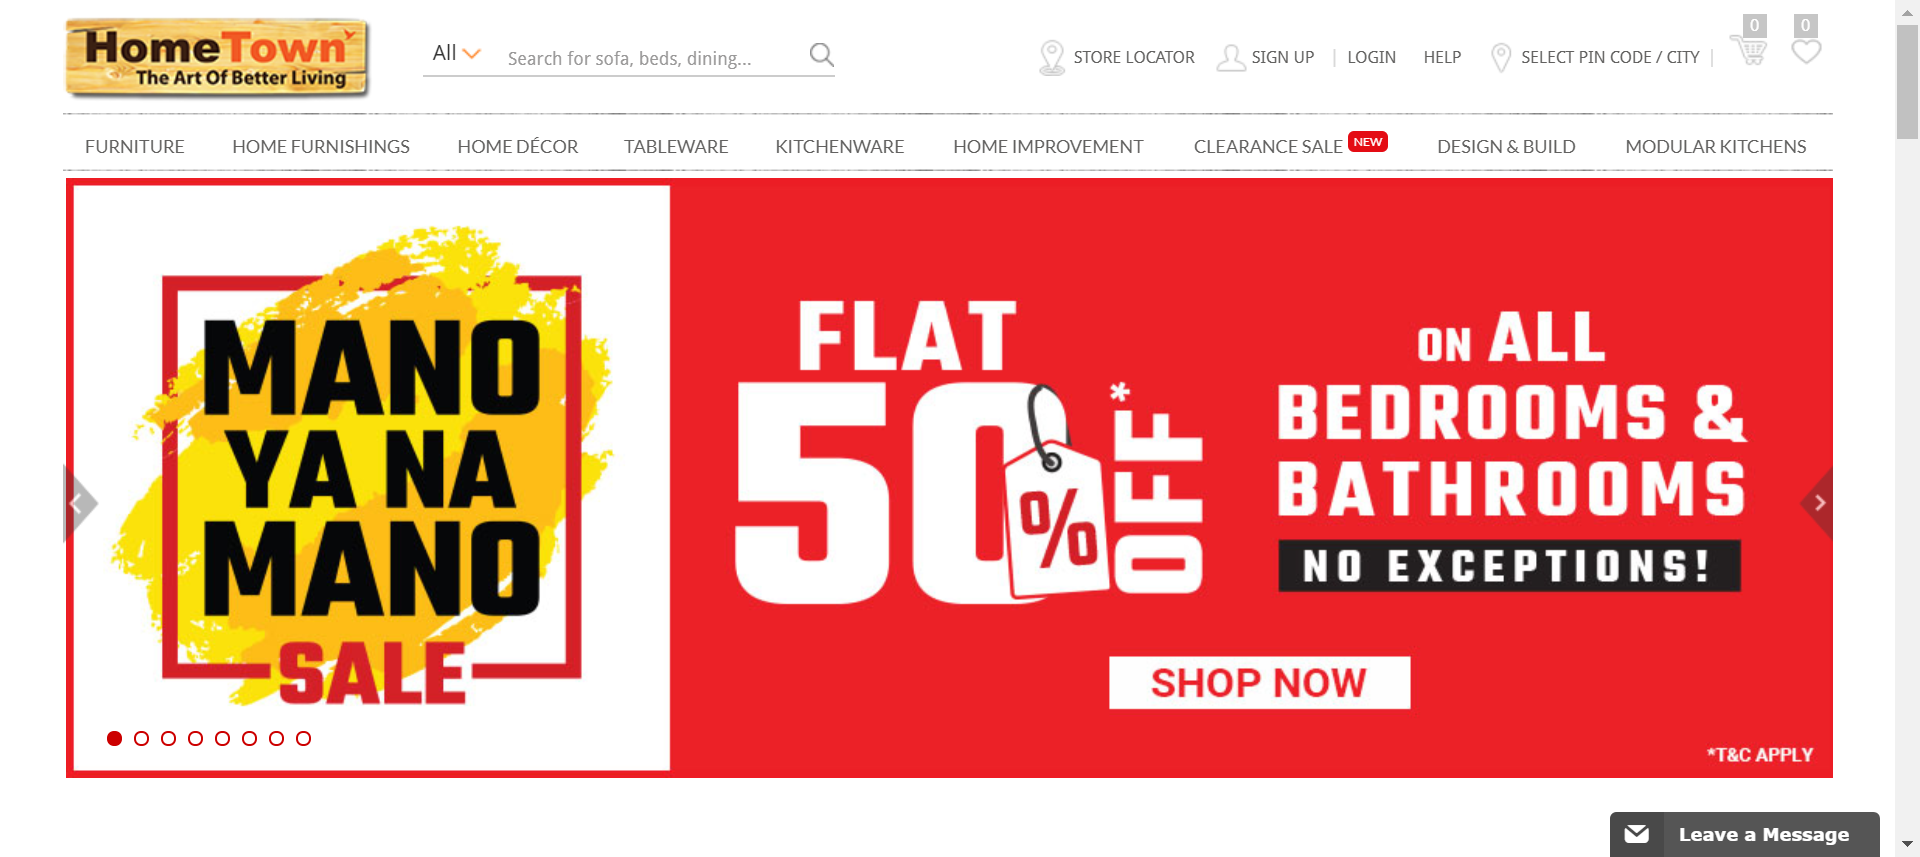 HomeTown
The Art Of Better Living
All
Search for sofa, beds, dining...
STORE LOCATOR
SIGN UP
LOGIN
HELP
SELECT PIN CODE / CITY
0
0
FURNITURE
HOME FURNISHINGS
HOME DÉCOR
TABLEWARE
KITCHENWARE
HOME IMPROVEMENT
CLEARANCE SALE NEW
DESIGN & BUILD
MODULAR KITCHENS
MANO
YA NA
MANO
SALE
FLAT
50% OFF*
ON ALL
BEDROOMS &
BATHROOMS
NO EXCEPTIONS!
SHOP NOW
*T&C APPLY
Leave a Message